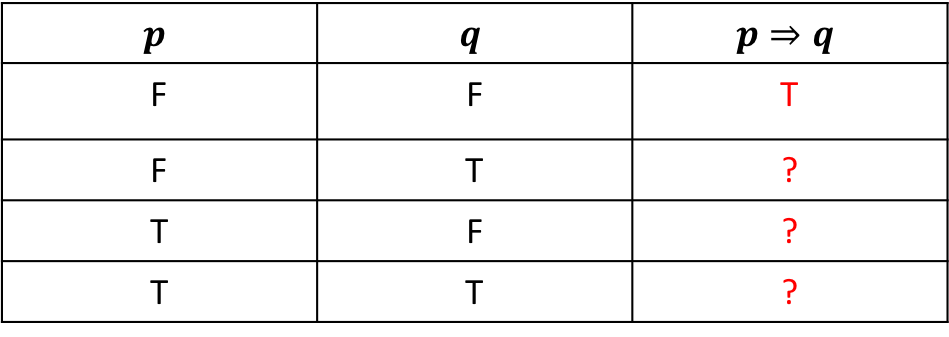 p q p ⇒ q
F F T
F T ?
T F ?
T T ?